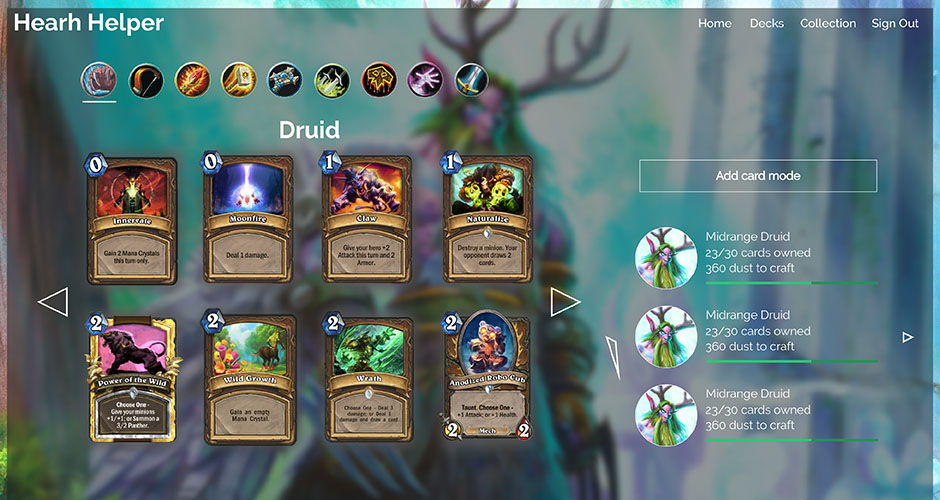 Hearh Helper
Home
Decks
Collection
Sign Out
Druid
0
Innervate
Gain 2 Mana Crystals
this turn only.
0
Moonfire
Deal 1 damage.
1
Claw
Give your hero +2
Attack this turn and 2
Armor.
1
Naturalize
Destroy a minion. Your
opponent draws 2
cards.
2
Power of the Wild
Choose One -
Give your minions
+1/+1; or Summon a
3/2 Panther.
2
Wild Growth
Gain an empty
Mana Crystal.
2
Wrath
Choose One - Deal 3
damage; or Deal 1
damage and draw a card.
2
Anodized Robo Cub
Taunt. Choose One -
+1 Attack; or +1 Health.
2
Mech
2
Add card mode
Midrange Druid
23/30 cards owned
360 dust to craft
Midrange Druid
23/30 cards owned
360 dust to craft
Midrange Druid
23/30 cards owned
360 dust to craft